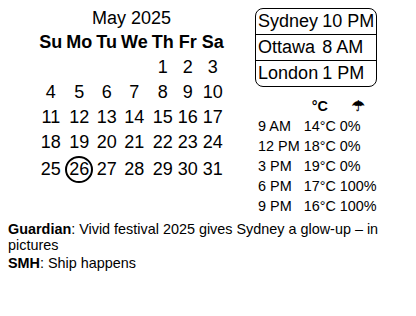 May 2025
Su Mo Tu We Th Fr Sa
1 2 3
4 5 6 7 8 9 10
11 12 13 14 15 16 17
18 19 20 21 22 23 24
25 26 27 28 29 30 31
Sydney 10 PM
Ottawa 8 AM
London 1 PM
°C ☂
9 AM 14°C 0%
12 PM 18°C 0%
3 PM 19°C 0%
6 PM 17°C 100%
9 PM 16°C 100%
Guardian: Vivid festival 2025 gives Sydney a glow-up – in
pictures
SMH: Ship happens